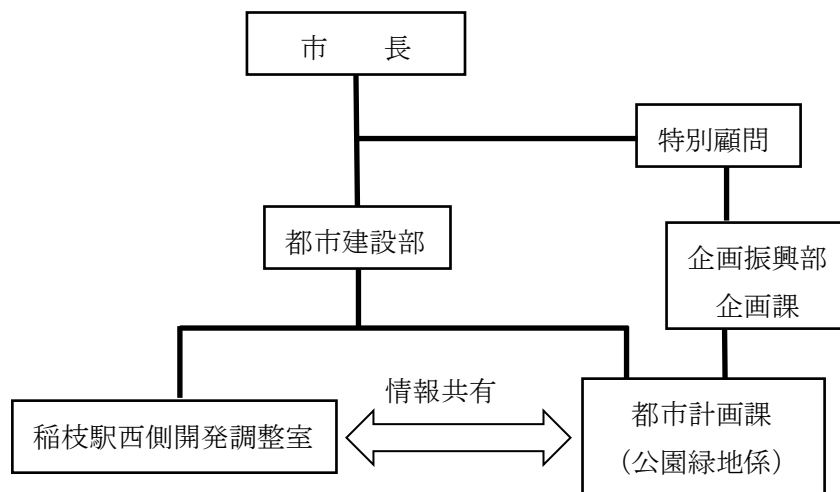 市　　長
特別顧問
都市建設部
企画振興部
企画課
情報共有
稲枝駅西側開発調整室
都市計画課
（公園緑地係）